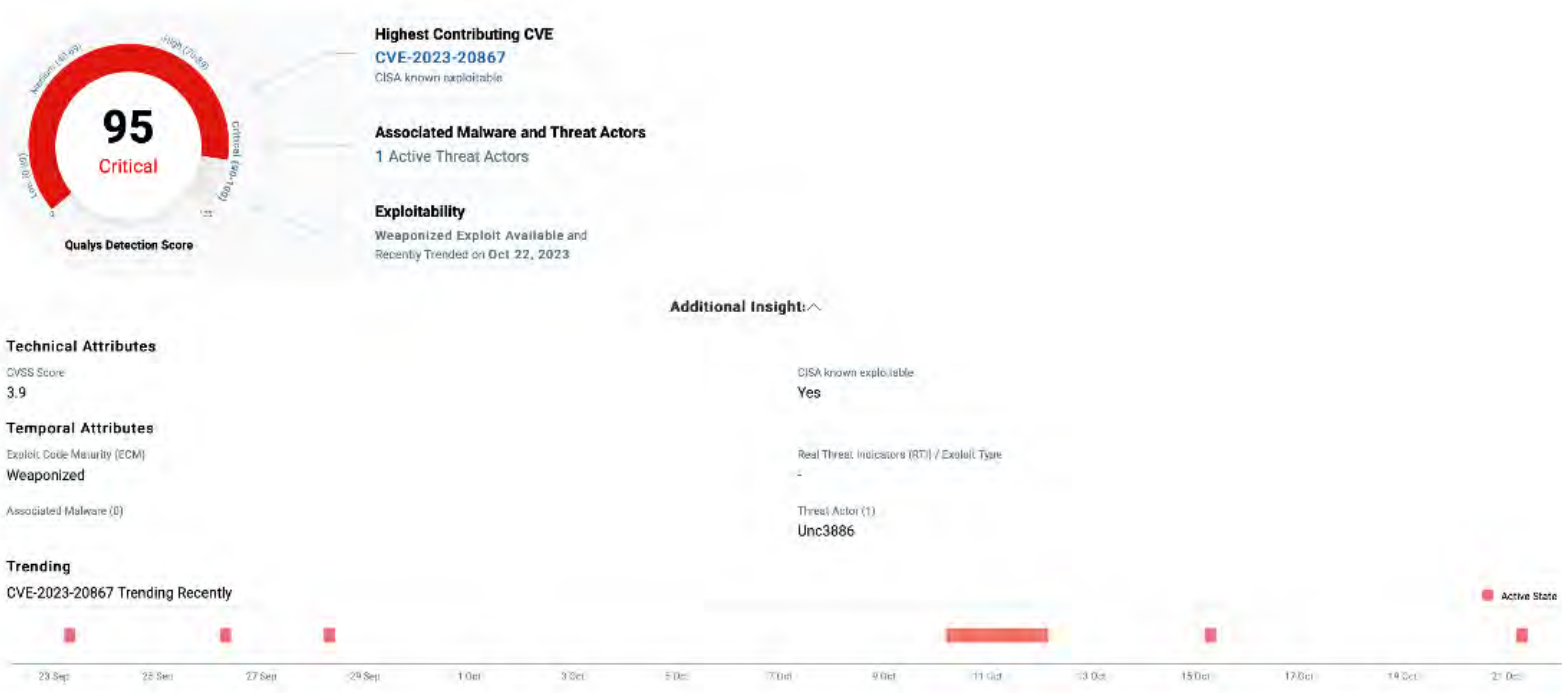 Medium (40-69)
High (70-89)
Critical (90-100)
95
Critical
Qualys Detection Score
Highest Contributing CVE
CVE-2023-20867
CISA known exploitable
Associated Malware and Threat Actors
1 Active Threat Actors
Exploitability
Weaponized Exploit Available and
Recently Trended on Oct 22, 2023
Additional Insight:
Technical Attributes
CVSS Score
3.9
CISA known exploitable
Yes
Temporal Attributes
Exploit Code Maturity (ECM)
Weaponized
Real Threat Indicators (RTI) / Exploit Type
-
Associated Malware (0)
Threat Actor (1)
Unc3886
Trending
CVE-2023-20867 Trending Recently
Active State
23 Sep
25 Sep
27 Sep
29 Sep
1 Oct
3 Oct
5 Oct
7 Oct
9 Oct
11 Oct
13 Oct
15 Oct
17 Oct
19 Oct
21 Oct